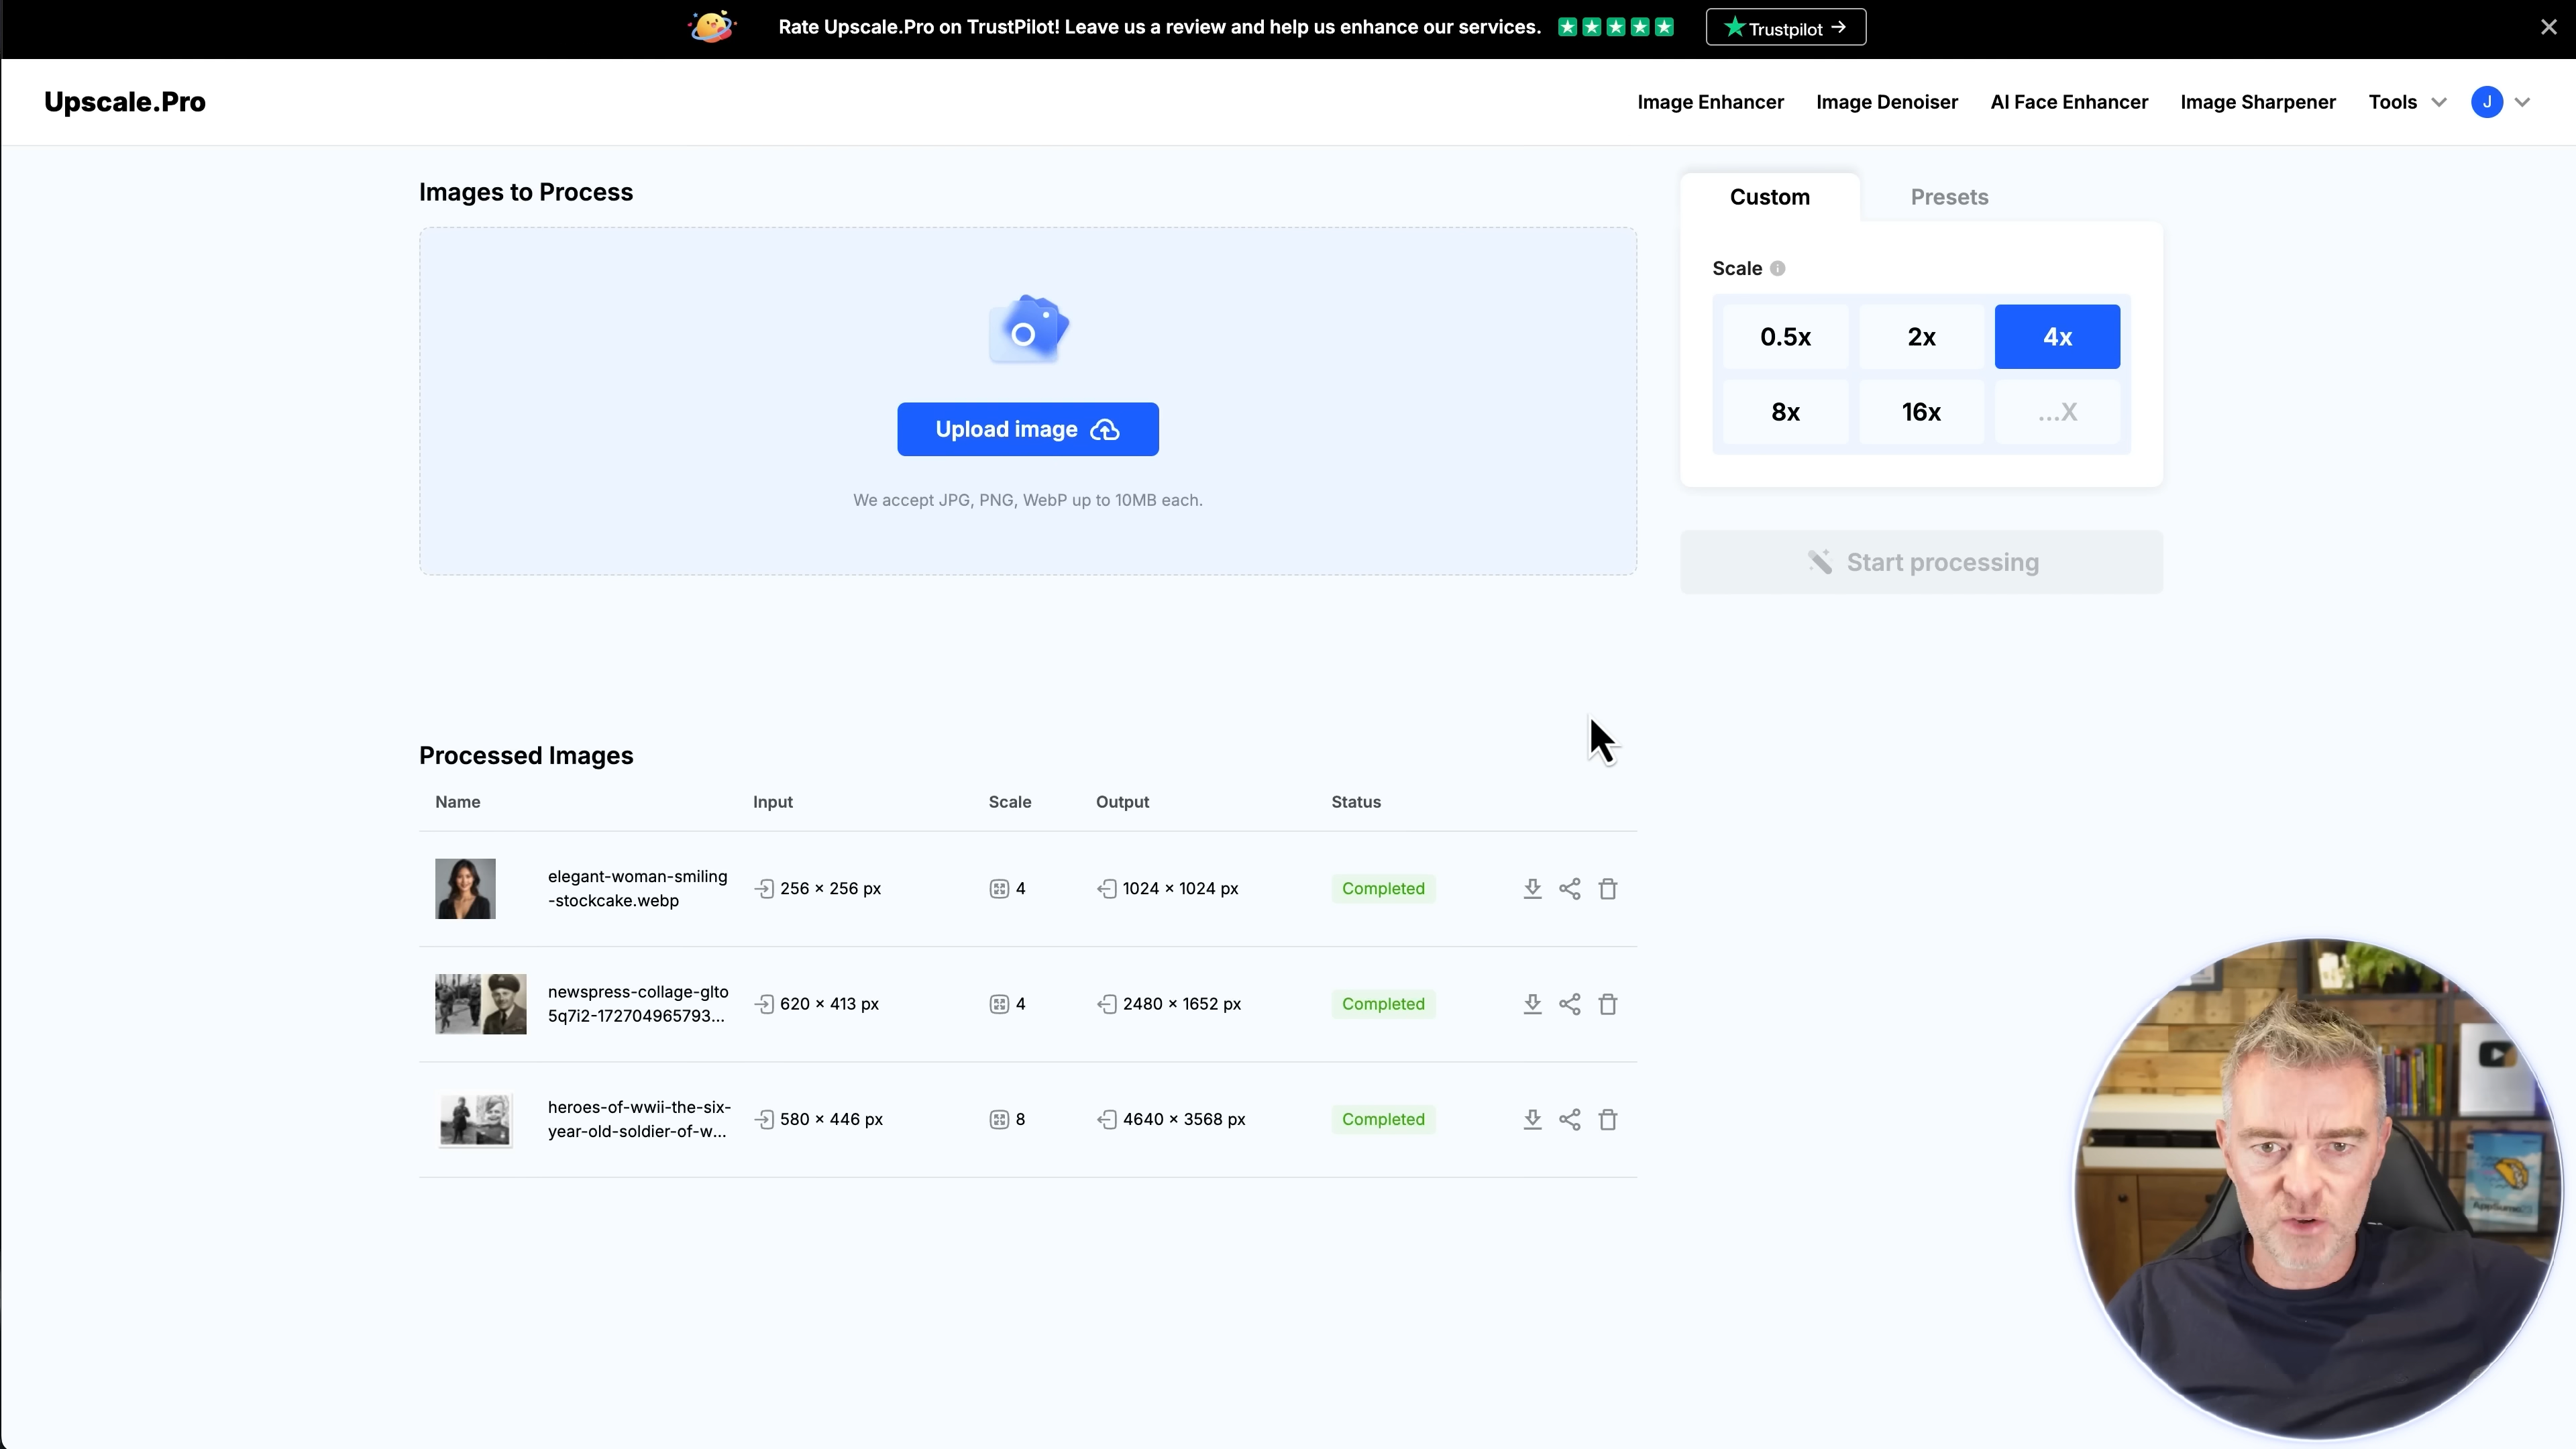 Rate Upscale.Pro on TrustPilot! Leave us a review and help us enhance our services.
Trustpilot →
Upscale.Pro
Image Enhancer
Image Denoiser
AI Face Enhancer
Image Sharpener
Tools
J
Images to Process
Upload image
We accept JPG, PNG, WebP up to 10MB each.
Custom
Presets
Scale
0.5x
2x
4x
8x
16x
...X
Start processing
Processed Images
Name
Input
Scale
Output
Status
elegant-woman-smiling
-stockcake.webp
256 × 256 px
4
1024 × 1024 px
Completed
newspress-collage-glto
5q7i2-172704965793...
620 × 413 px
4
2480 × 1652 px
Completed
heroes-of-wwii-the-six-
year-old-soldier-of-w...
580 × 446 px
8
4640 × 3568 px
Completed